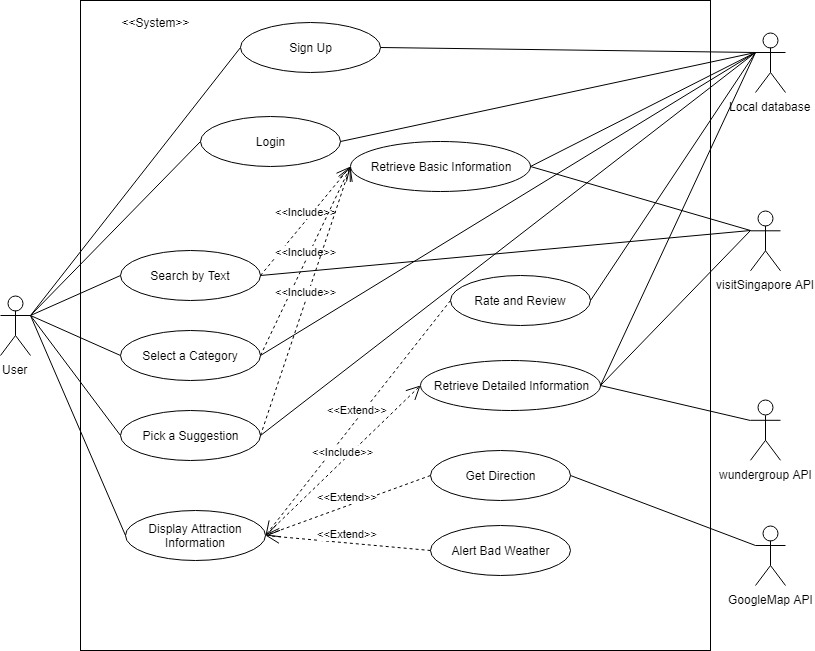 <<System>>
Sign Up
Local database
Login
Retrieve Basic Information
<<Include>>
<<Include>>
Search by Text
visitSingapore API
<<Include>>
Rate and Review
User
Select a Category
Retrieve Detailed Information
<<Extend>>
Pick a Suggestion
<<Include>>
Get Direction
wundergroup API
<<Extend>>
Display Attraction
Information
<<Extend>>
Alert Bad Weather
GoogleMap API